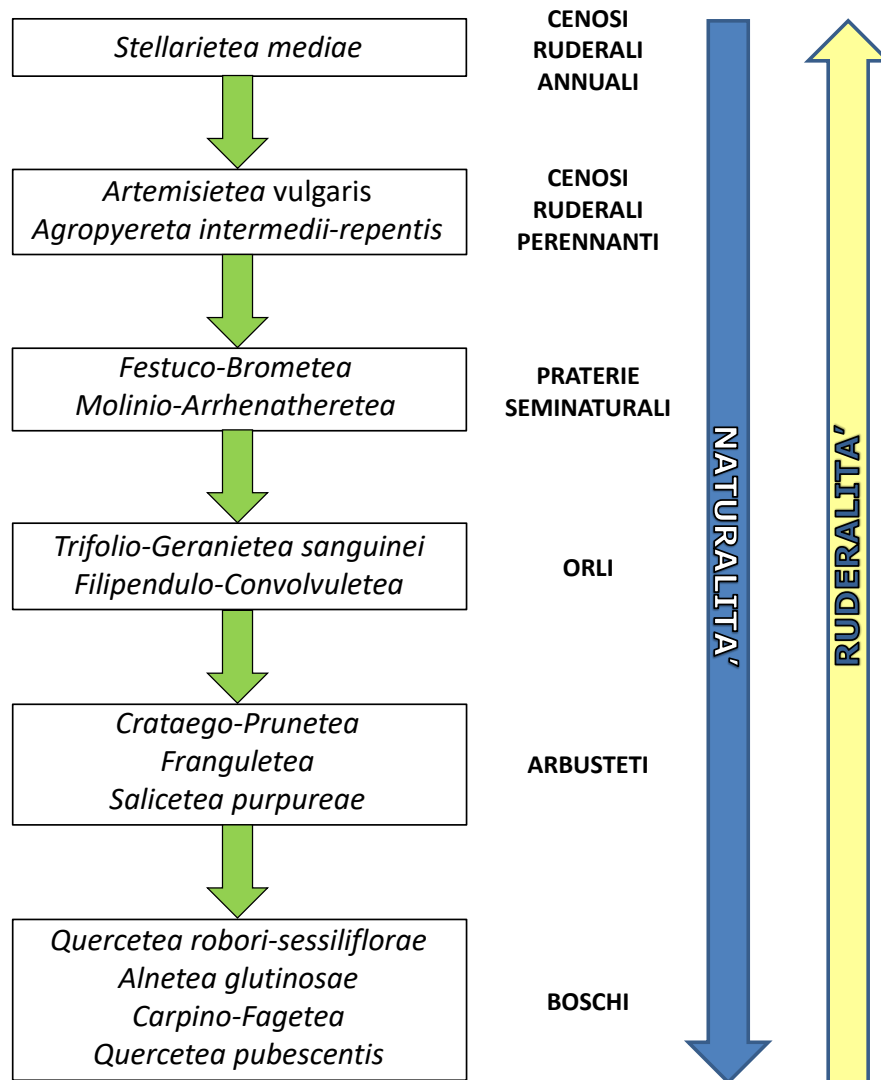 Stellarietea mediae
CENOSI
RUDERALI
ANNUALI
Artemisietea vulgaris
Agropyereta intermedii-repentis
CENOSI
RUDERALI
PERENNANTI
Festuco-Brometea
Molinio-Arrhenatheretea
PRATERIE
SEMINATURALI
Trifolio-Geranietea sanguinei
Filipendulo-Convolvuletea
ORLI
Crataego-Prunetea
Franguletea
Salicetea purpureae
ARBUSTETI
Quercetea robori-sessiliflorae
Alnetea glutinosae
Carpino-Fagetea
Quercetea pubescentis
BOSCHI
NATURALITA’
RUDERALITA’